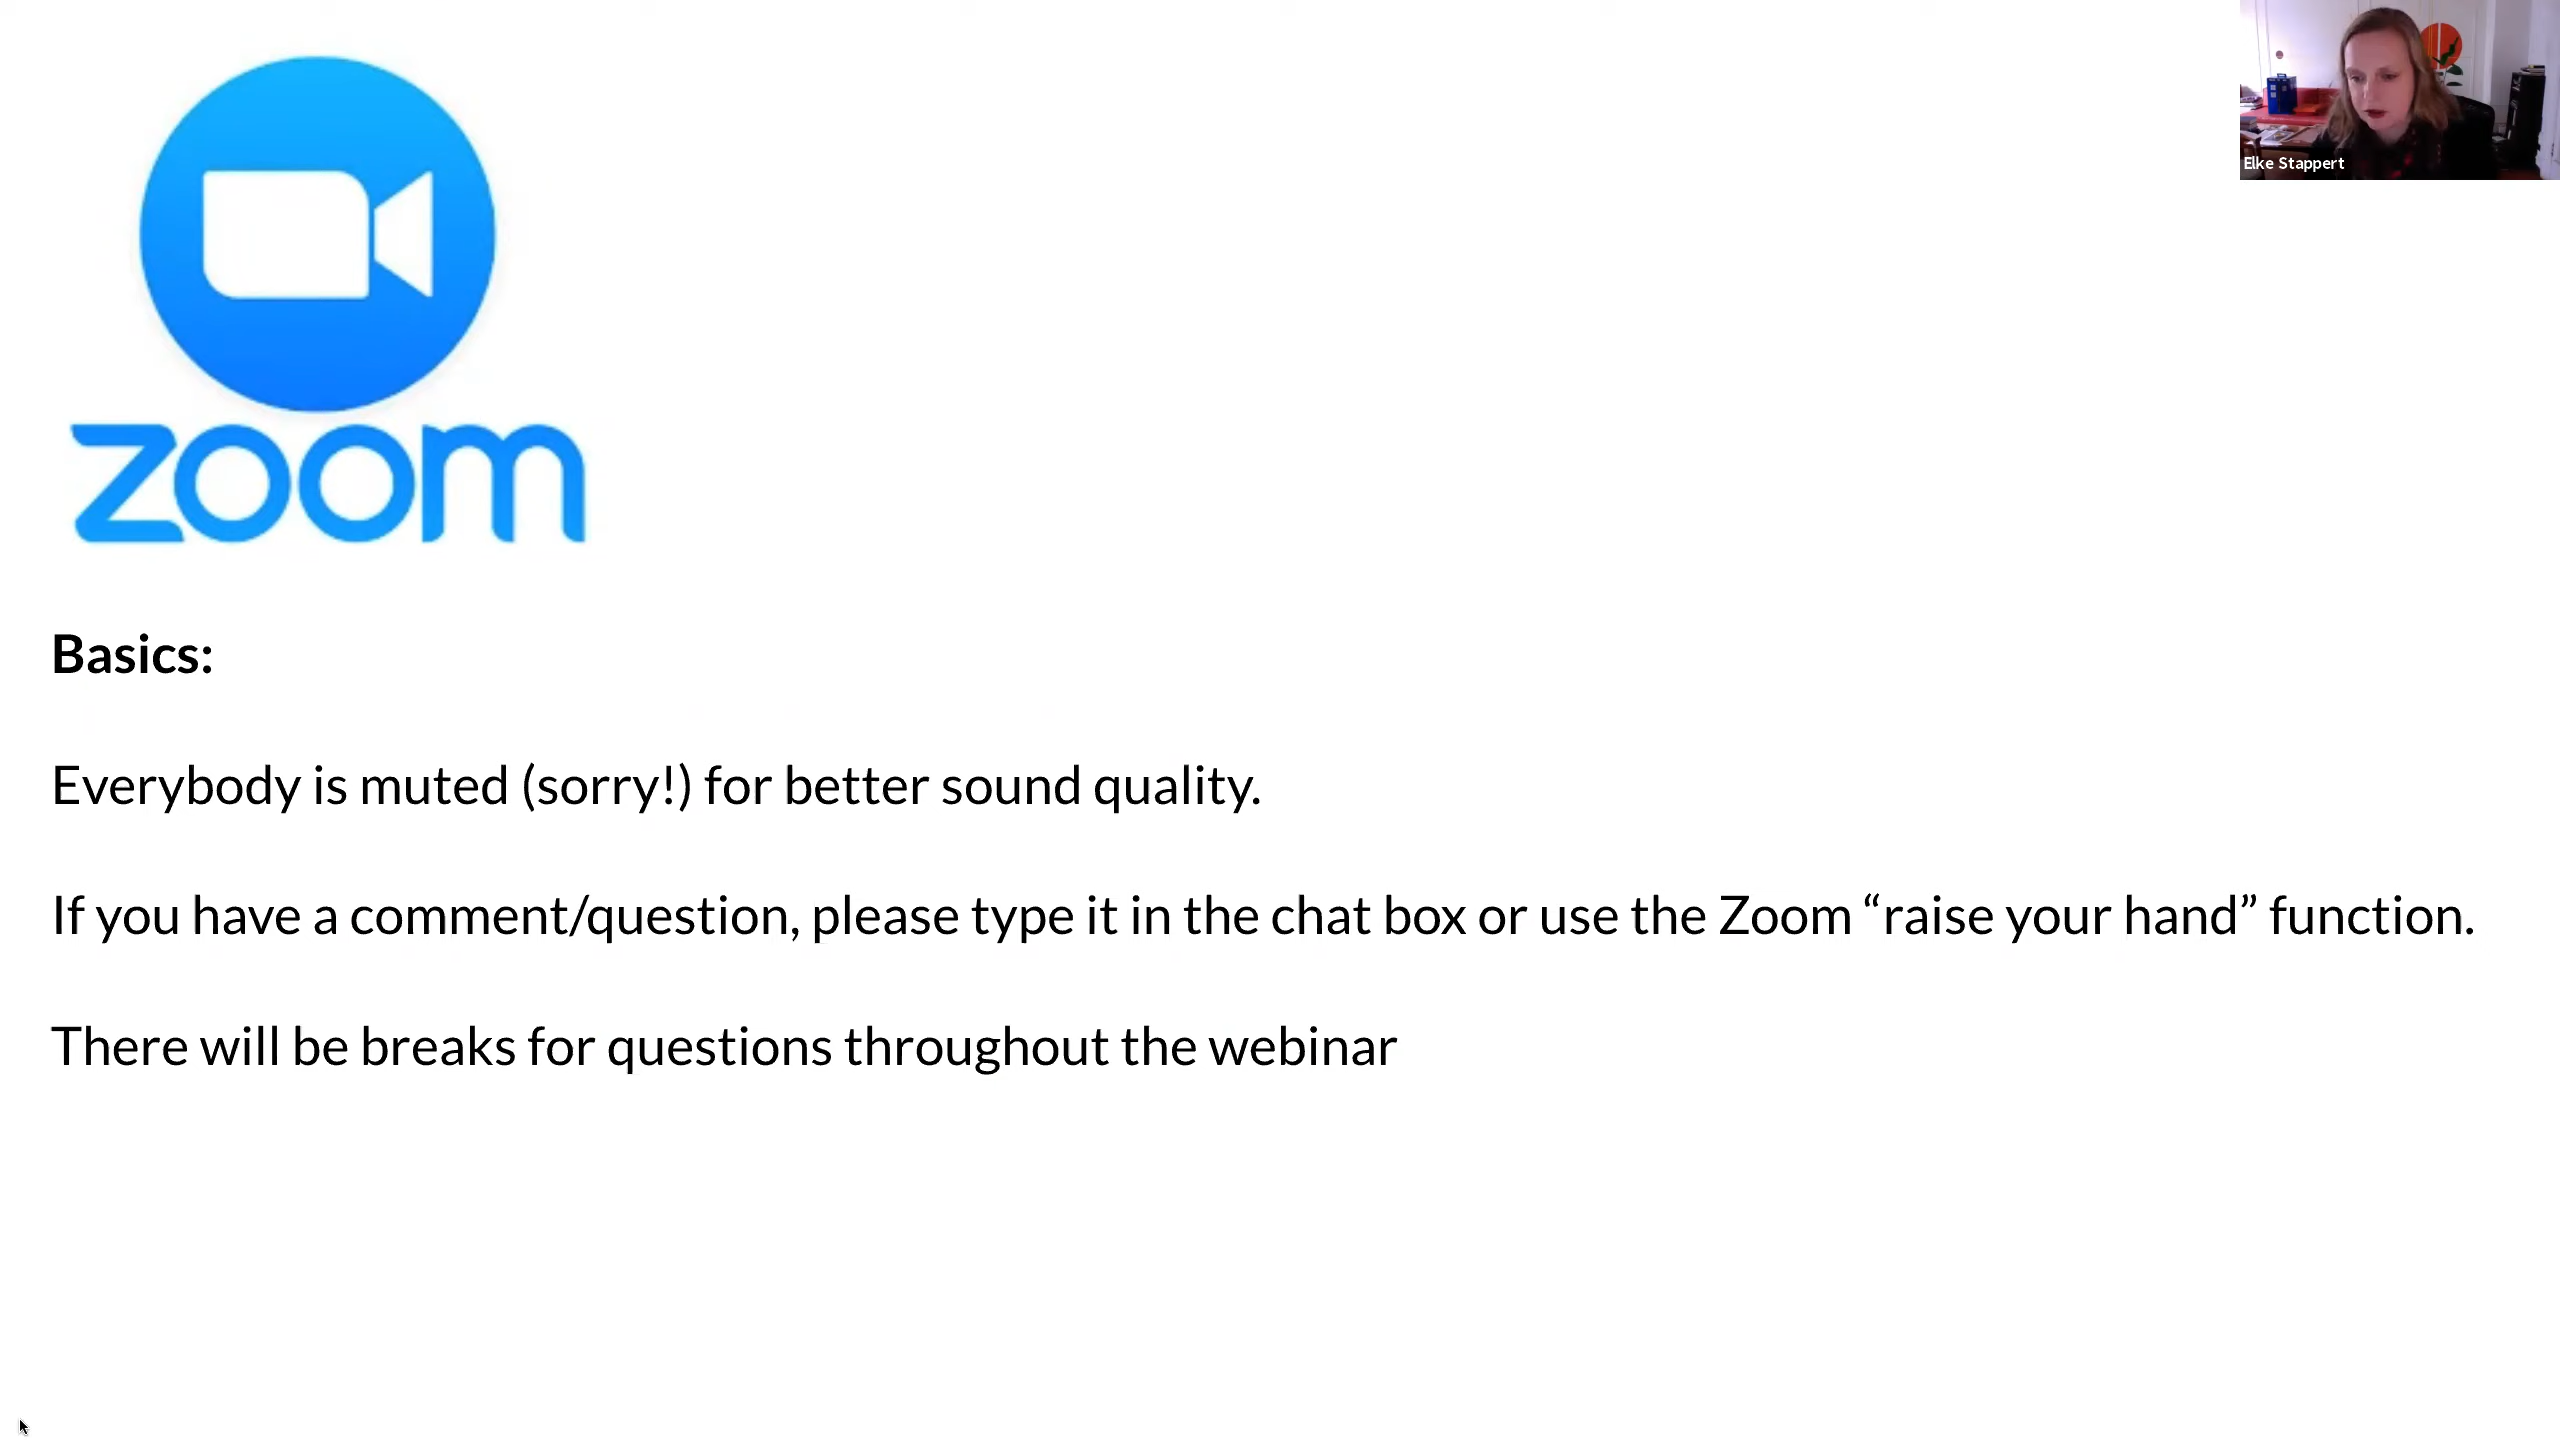 Elke Stappert
zoom
Basics:
Everybody is muted (sorry!) for better sound quality.
If you have a comment/question, please type it in the chat box or use the Zoom “raise your hand” function.
There will be breaks for questions throughout the webinar